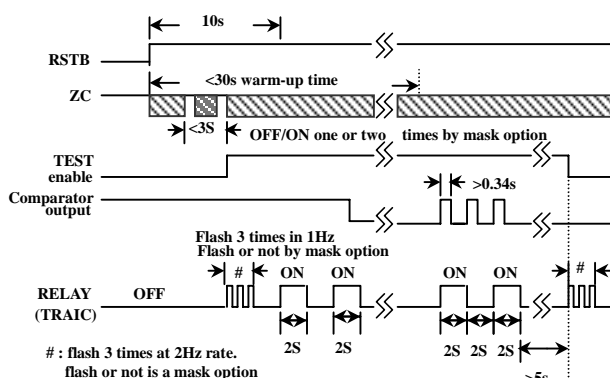 10s
RSTB
<30s warm-up time
ZC
<3S
OFF/ON one or two times by mask option
TEST
enable
>0.34s
Comparator
output
Flash 3 times in 1Hz
Flash or not by mask option
#
ON
ON
ON
ON
#
RELAY
(TRAIC)
OFF
2S
2S
2S
2S
2S
# : flash 3 times at 2Hz rate.
flash or not is a mask option
>5s